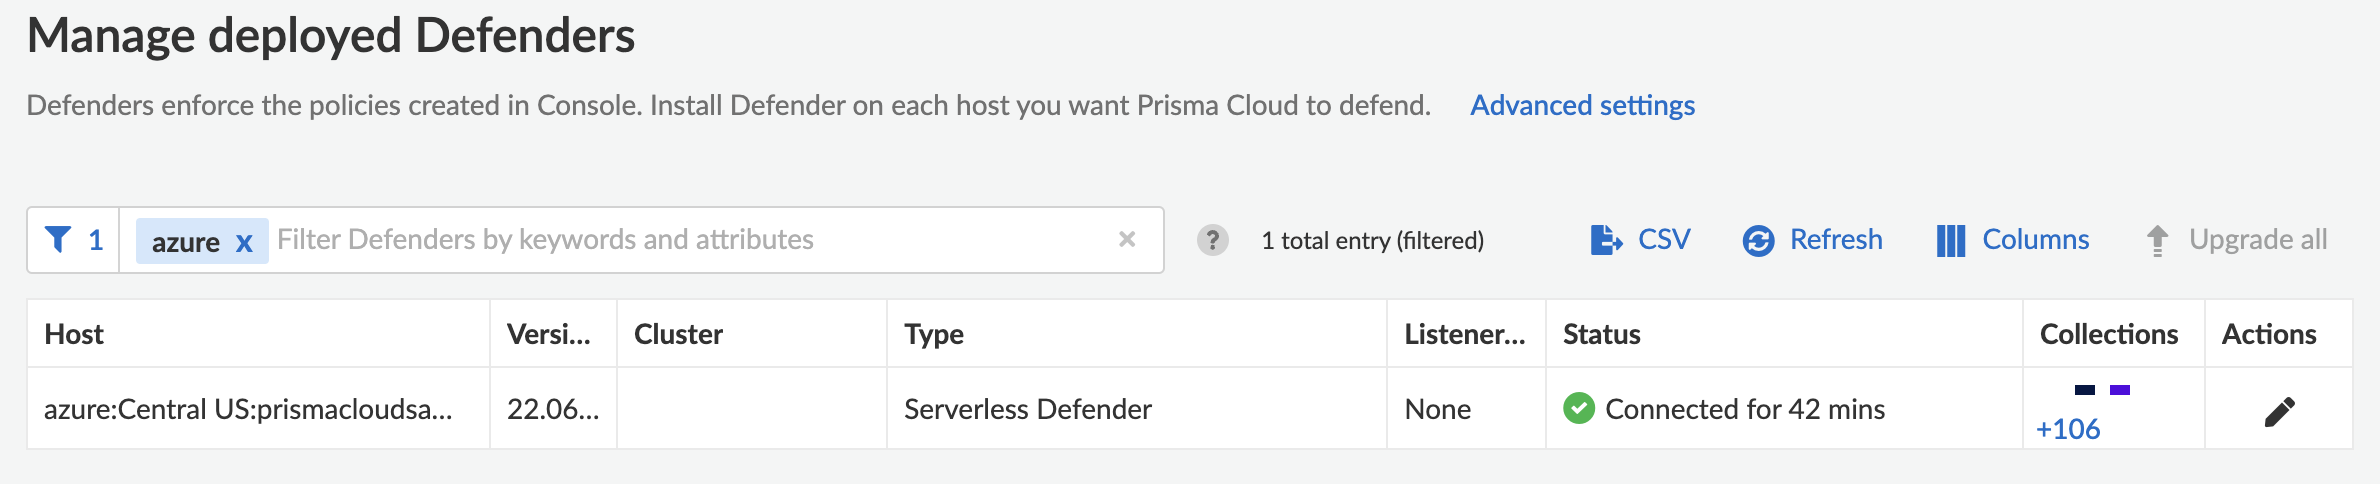 Manage deployed Defenders
Defenders enforce the policies created in Console. Install Defender on each host you want Prisma Cloud to defend. Advanced settings
1 azure x Filter Defenders by keywords and attributes × ? 1 total entry (filtered) CSV Refresh Columns Upgrade all
Host Versi... Cluster Type Listener... Status Collections Actions
azure:Central US:prismacloudsa... 22.06... Serverless Defender None Connected for 42 mins
+106